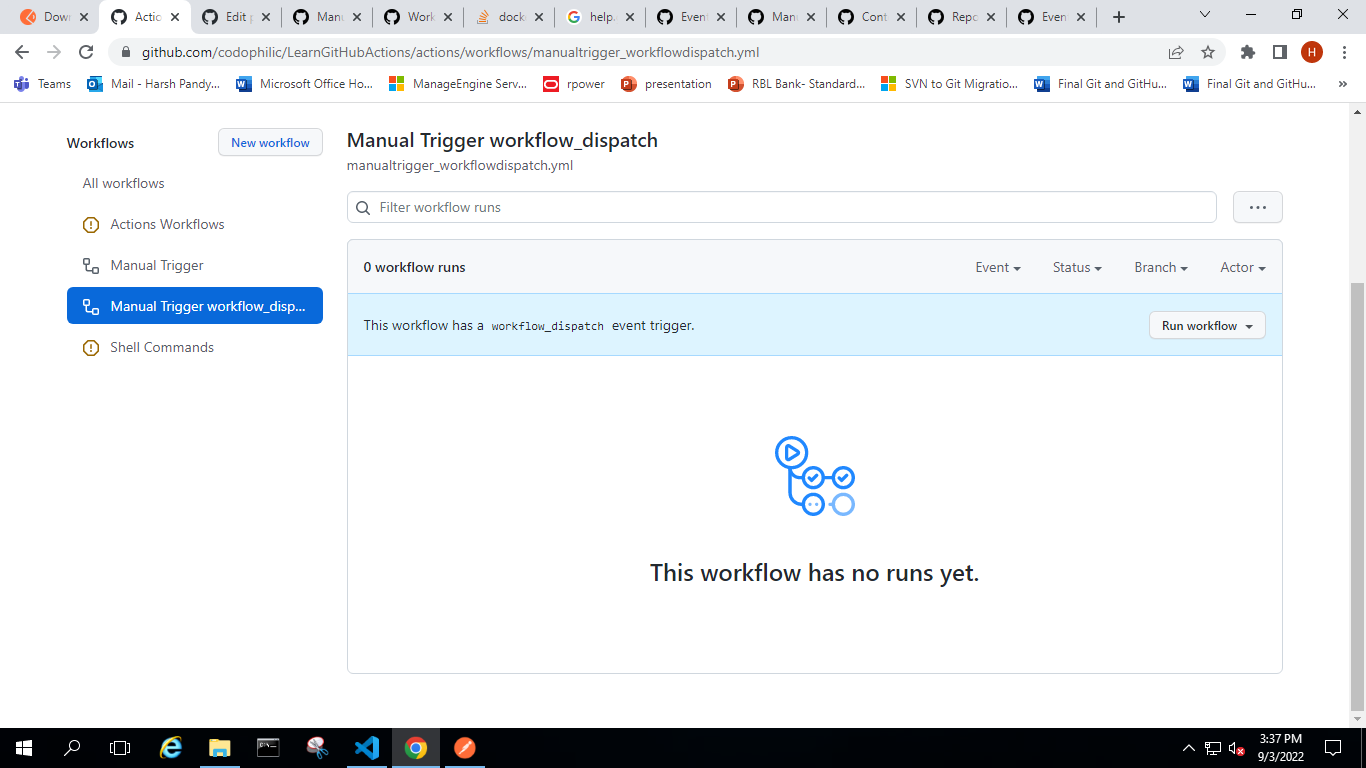 Dow
Actio
Edit p
Manu
Work
dock
help.
Event
Manu
Cont
Repo
Even
github.com/codophilic/LearnGitHubActions/actions/workflows/manualtrigger_workflowdispatch.yml
H
Teams
Mail - Harsh Pandy...
Microsoft Office Ho...
ManageEngine Serv...
rpower
presentation
RBL Bank- Standard...
SVN to Git Migratio...
Final Git and GitHu...
Final Git and GitHu...
»
Workflows
New workflow
All workflows
Actions Workflows
Manual Trigger
Manual Trigger workflow_disp...
Shell Commands
Manual Trigger workflow_dispatch
manualtrigger_workflowdispatch.yml
Filter workflow runs
0 workflow runs
Event
Status
Branch
Actor
This workflow has a workflow_dispatch event trigger.
Run workflow
This workflow has no runs yet.
3:37 PM
9/3/2022